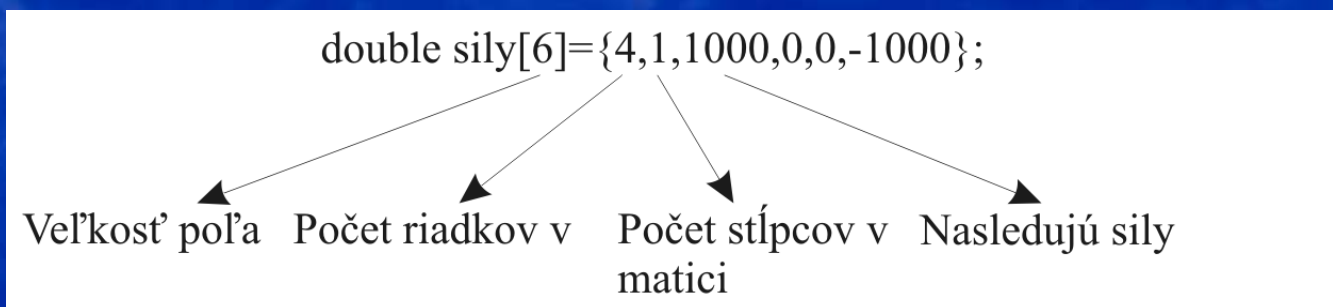 double sily[6]={4,1,1000,0,0,-1000};
Veľkosť poľa Počet riadkov v Počet stĺpcov v Nasledujú sily
matici